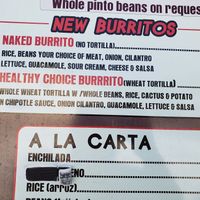 Whole pinto beans on reques
NEW BURRITOS
NAKED BURRITO (NO TORTILLA)
RICE, BEANS YOUR CHOICE OF MEAT, ONION, CILANTRO
LETTUCE, GUACAMOLE, SOUR CREAM, CHEESE & SALSA
HEALTHY CHOICE BURRRITO (WHEAT TORTILLA)
WHOLE WHEAT TORTILLA W/WHOLE BEANS, RICE, CACTUS & POTATO
N CHIPOTLE SAUCE, ONION CILANTRO, GUACAMOLE, LETTUCE & SALSA
A LA CARTA
ENCHILADA
ENO
RICE (arroz)